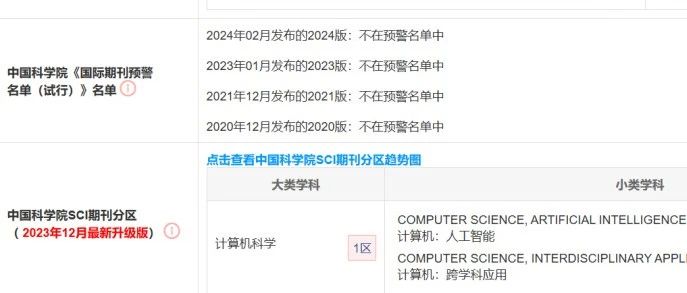 2024年02月发布的2024版：不在预警名单中
2023年01月发布的2023版：不在预警名单中
中国科学院《国际期刊预警
名单（试行）》名单
2021年12月发布的2021版：不在预警名单中
2020年12月发布的2020版：不在预警名单中
点击查看中国科学院SCI期刊分区趋势图
大类学科
小类学科
中国科学院SCI期刊分区
（2023年12月最新升级版）
计算机科学
1区
COMPUTER SCIENCE, ARTIFICIAL INTELLIGENCE
计算机：人工智能
COMPUTER SCIENCE, INTERDISCIPLINARY APPL
计算机：跨学科应用